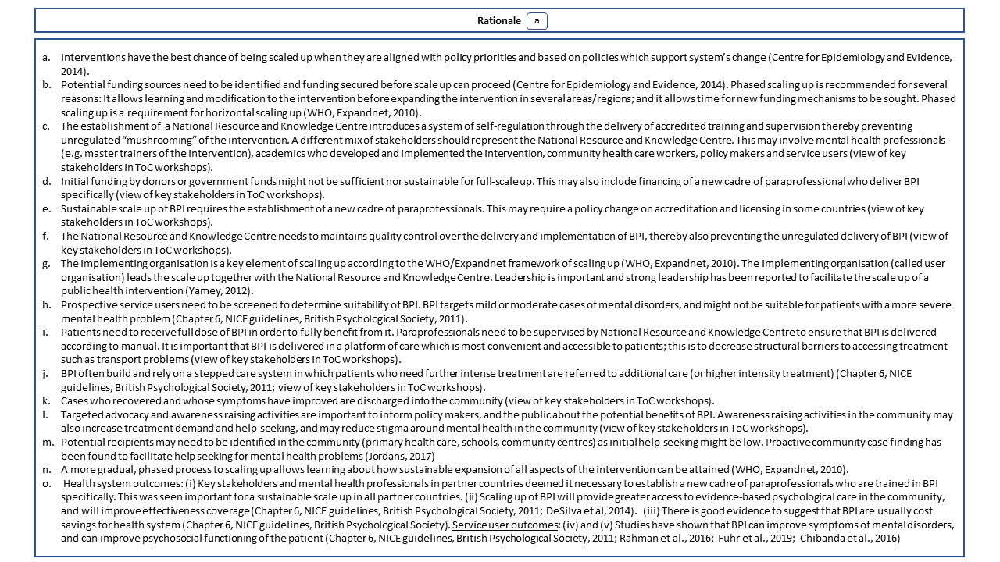 Rationale a
a. Interventions have the best chance of being scaled up when they are aligned with policy priorities and based on policies which support system's change (Centre for Epidemiology and Evidence,
2014).
b. Potential funding sources need to be identified and funding secured before scale up can proceed (Centre for Epidemiology and Evidence, 2014). Phased scaling up is recommended for several
reasons: It allows learning and modification to the intervention before expanding the intervention in several areas/regions; and it allows time for new funding mechanisms to be sought. Phased
scaling up is a requirement for horizontal scaling up (WHO, Expandnet, 2010).
c. The establishment of a National Resource and Knowledge Centre introduces a system of self-regulation through the delivery of accredited training and supervision thereby preventing
unregulated “mushrooming” of the intervention. A different mix of stakeholders should represent the National Resource and Knowledge Centre. This may involve mental health professionals
(e.g. master trainers of the intervention), academics who developed and implemented the intervention, community health care workers, policy makers and service users (view of key
stakeholders in ToC workshops).
d. Initial funding by donors or government funds might not be sufficient nor sustainable for full-scale up. This may also include financing of a new cadre of paraprofessional who deliver BPI
specifically (view of key stakeholders in ToC workshops).
e. Sustainable scale up of BPI requires the establishment of a new cadre of paraprofessionals. This may require a policy change on accreditation and licensing in some countries (view of key
stakeholders in ToC workshops).
f. The National Resource and Knowledge Centre needs to maintains quality control over the delivery and implementation of BPI, thereby also preventing the unregulated delivery of BPI (view of
key stakeholders in ToC workshops).
g. The implementing organisation is a key element of scaling up according to the WHO/Expandnet framework of scaling up (WHO, Expandnet, 2010). The implementing organisation (called user
organisation) leads the scale up together with the National Resource and Knowledge Centre. Leadership is important and strong leadership has been reported to facilitate the scale up of a
public health intervention (Yamey, 2012).
h. Prospective service users need to be screened to determine suitability of BPI. BPI targets mild or moderate cases of mental disorders, and might not be suitable for patients with a more severe
mental health problem (Chapter 6, NICE guidelines, British Psychological Society, 2011).
i. Patients need to receive full dose of BPI in order to fully benefit from it. Paraprofessionals need to be supervised by National Resource and Knowledge Centre to ensure that BPI is delivered
according to manual. It is important that BPI is delivered in a platform of care which is most convenient and accessible to patients; this is to decrease structural barriers to accessing treatment
such as transport problems (view of key stakeholders in ToC workshops).
j. BPI often build and rely on a stepped care system in which patients who need further intense treatment are referred to additional care (or higher intensity treatment) (Chapter 6, NICE
guidelines, British Psychological Society, 2011; view of key stakeholders in ToC workshops).
k. Cases who recovered and whose symptoms have improved are discharged into the community (view of key stakeholders in ToC workshops).
l. Targeted advocacy and awareness raising activities are important to inform policy makers, and the public about the potential benefits of BPI. Awareness raising activities in the community may
also increase treatment demand and help-seeking, and may reduce stigma around mental health in the community (view of key stakeholders in ToC workshops).
m. Potential recipients may need to be identified in the community (primary health care, schools, community centres) as initial help-seeking might be low. Proactive community case finding has
been found to facilitate help seeking for mental health problems (Jordans, 2017)
n. A more gradual, phased process to scaling up allows learning about how sustainable expansion of all aspects of the intervention can be attained (WHO, Expandnet, 2010).
o. Health system outcomes: (i) Key stakeholders and mental health professionals in partner countries deemed it necessary to establish a new cadre of paraprofessionals who are trained in BPI
specifically. This was seen important for a sustainable scale up in all partner countries. (ii) Scaling up of BPI will provide greater access to evidence-based psychological care in the community,
and will improve effectiveness coverage (Chapter 6, NICE guidelines, British Psychological Society, 2011; DeSilva et al, 2014). (iii) There is good evidence to suggest that BPI are usually cost
savings for health system (Chapter 6, NICE guidelines, British Psychological Society). Service user outcomes: (iv) and (v) Studies have shown that BPI can improve symptoms of mental disorders,
and can improve psychosocial functioning of the patient (Chapter 6, NICE guidelines, British Psychological Society, 2011; Rahman et al., 2016; Fuhr et al., 2019; Chibanda et al., 2016)